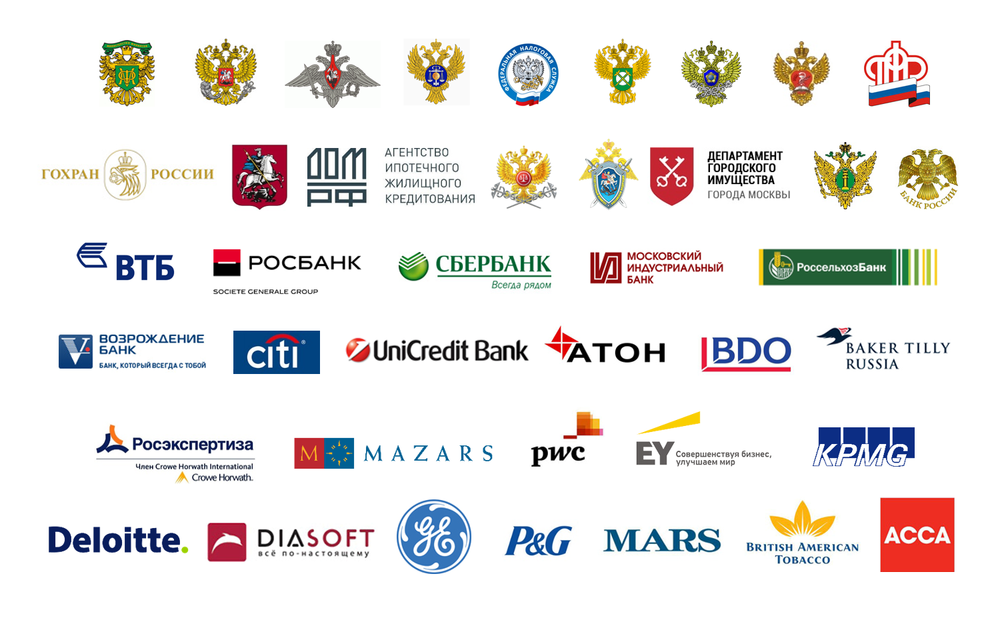 ФЕДЕРАЛЬНАЯ НАЛОГОВАЯ СЛУЖБА
ГОХРАН РОССИИ
ДОМ
РФ
АГЕНТСТВО
ИПОТЕЧНОГО
ЖИЛИЩНОГО
КРЕДИТОВАНИЯ
ДЕПАРТАМЕНТ
ГОРОДСКОГО
ИМУЩЕСТВА
ГОРОДА МОСКВЫ
БАНК РОССИИ
ВТБ
РОСБАНК
SOCIETE GENERALE GROUP
СБЕРБАНК
Всегда рядом
МОСКОВСКИЙ
ИНДУСТРИАЛЬНЫЙ
БАНК
РоссельхозБанк
V.
ВОЗРОЖДЕНИЕ
БАНК
БАНК, КОТОРЫЙ ВСЕГДА С ТОБОЙ
citi®
UniCredit Bank
АТОН
BDO
BAKER TILLY
RUSSIA
Росэкспертиза
Член Crowe Horwath International
Crowe Horwath.
M
MAZARS
pwc
EY
Совершенствуя бизнес,
улучшаем мир
KPMG
Deloitte.
DIASOFT
всё по-настоящему
GE
P&G
MARS
BRITISH AMERICAN
TOBACCO
ACCA